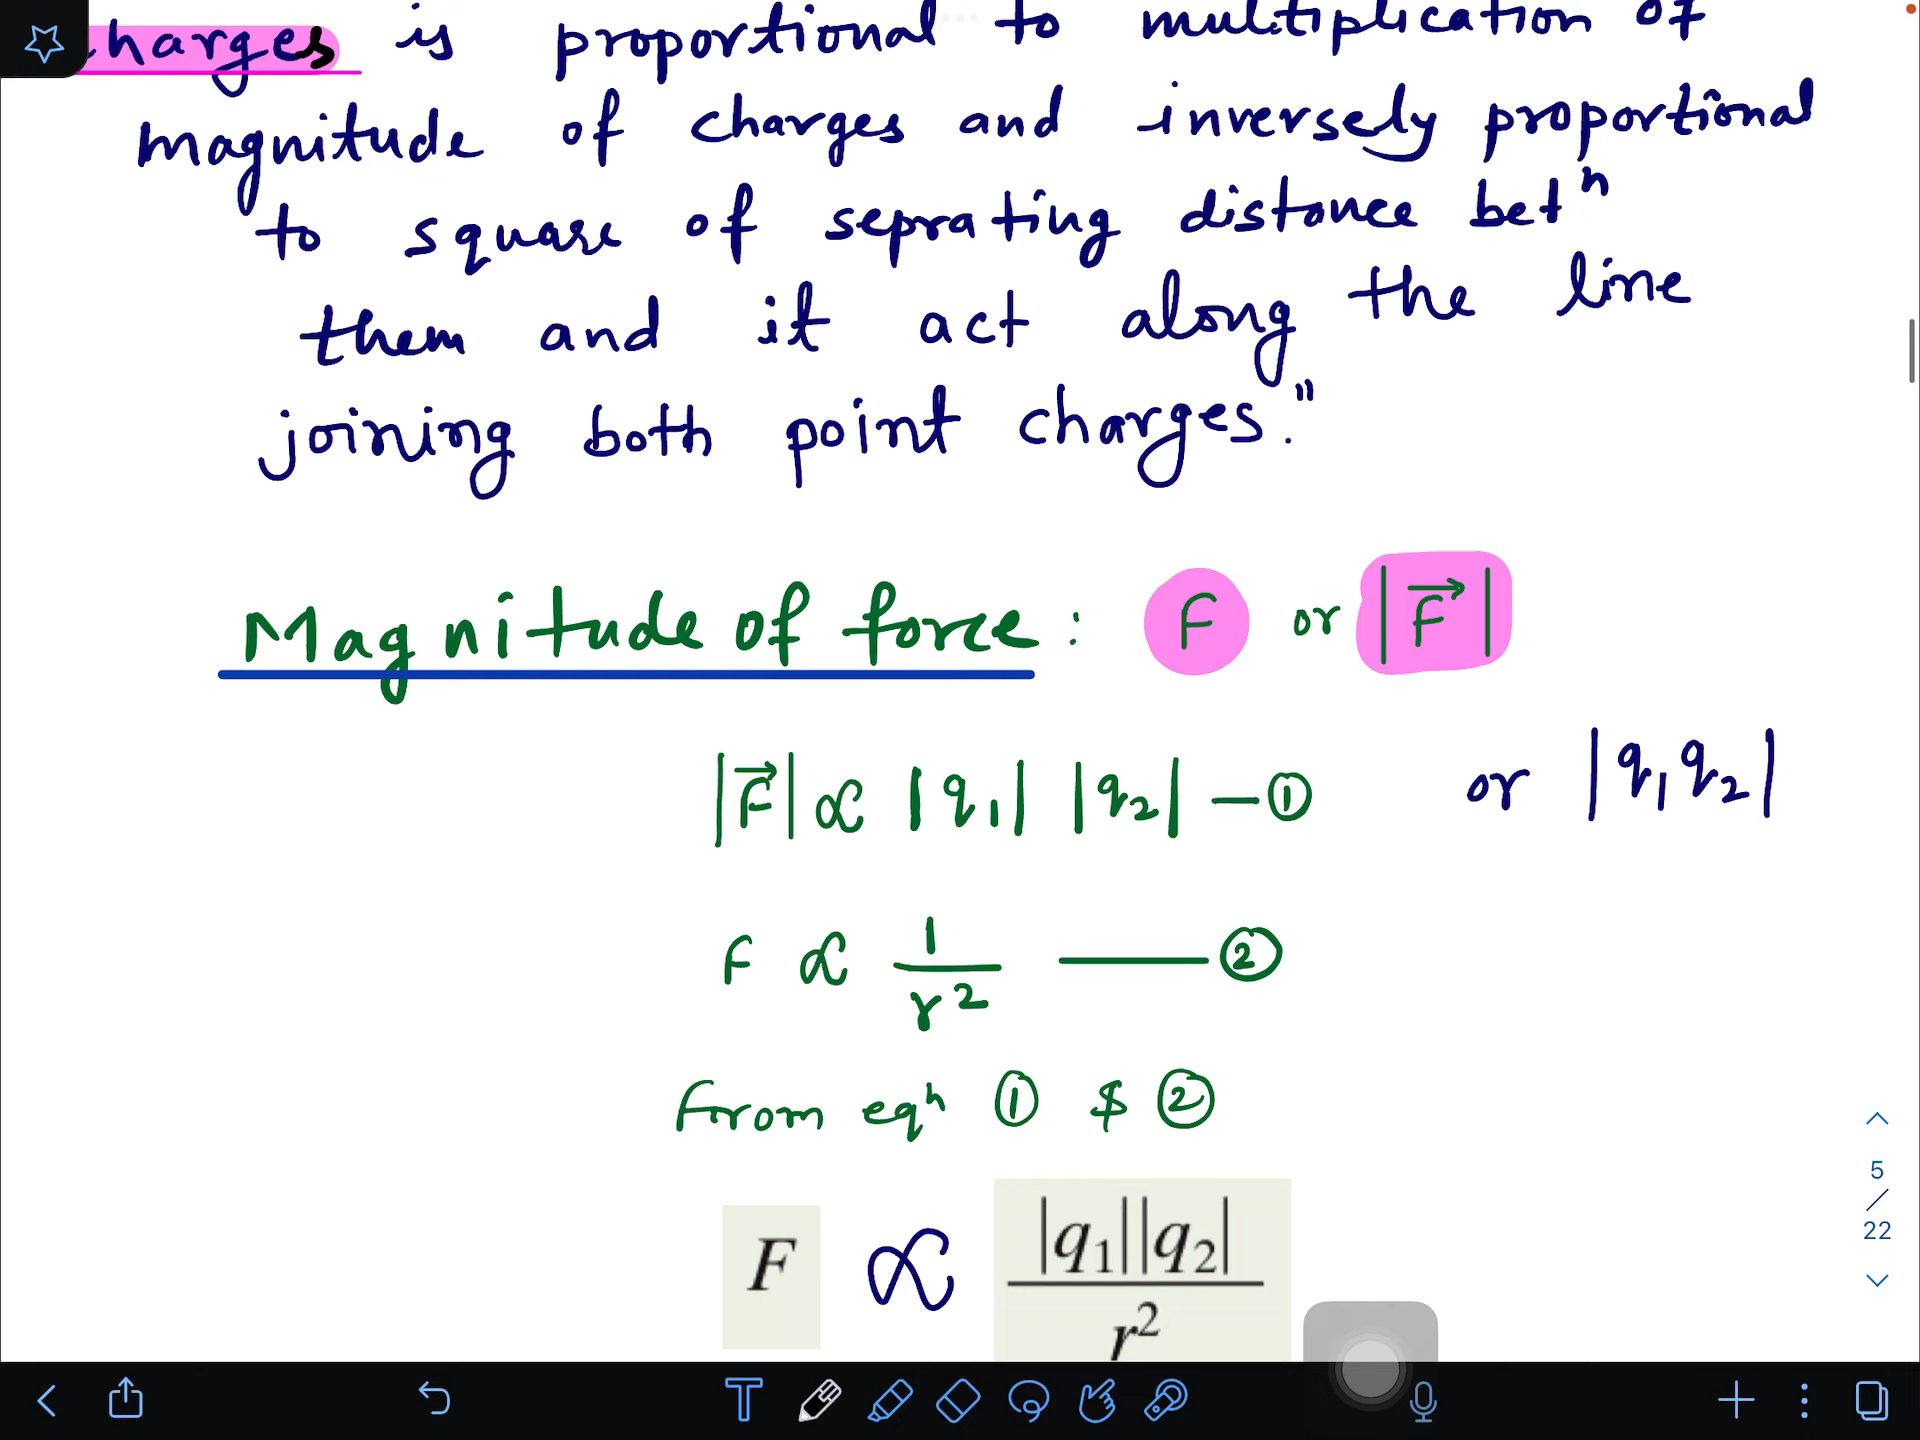 charges is proportional to multiplication of
magnitude of charges and inversely proportional
to square of seprating distance betⁿ
them and it act along the line
joining both point charges."
Magnitude of force : F or |F⃗|
|F⃗| ∝ |q₁| |q₂| — ① or |q₁q₂|
F ∝ 1/r² — ②
From eqⁿ ① $ ②
F ∝ |q₁||q₂|/r²
5
/
22
T